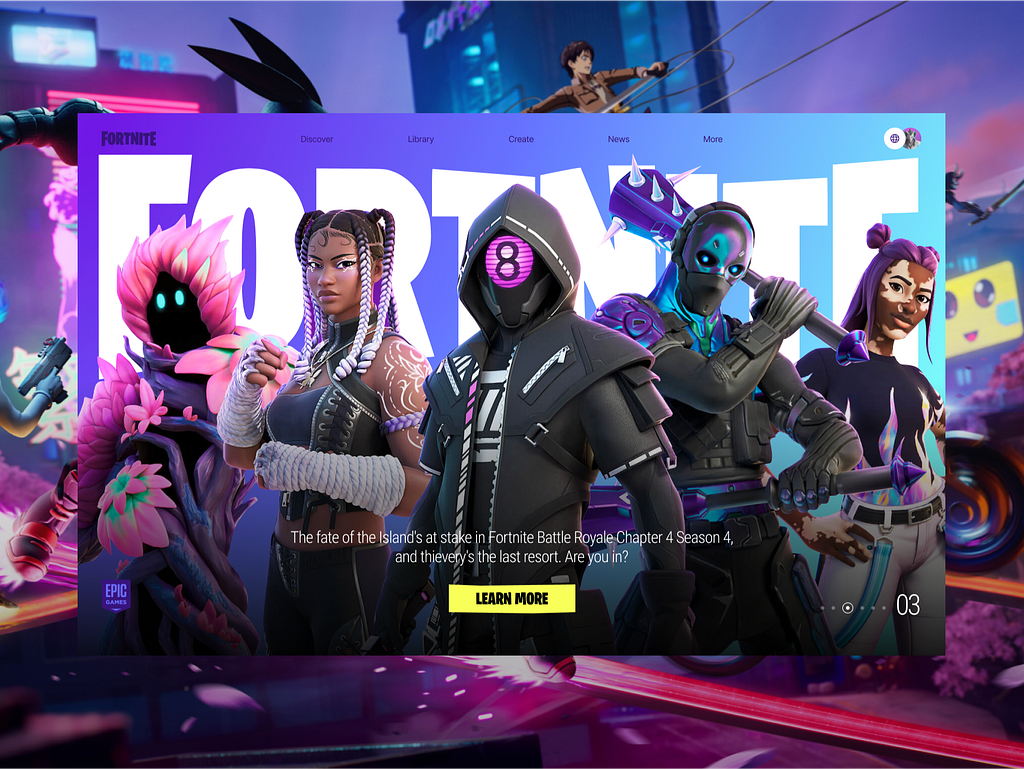 FORTNITE
Discover
Library
Create
News
More
FORTNITE
8
The fate of the Island's at stake in Fortnite Battle Royale Chapter 4 Season 4,
and thievery's the last resort. Are you in?
LEARN MORE
EPIC
GAMES
03